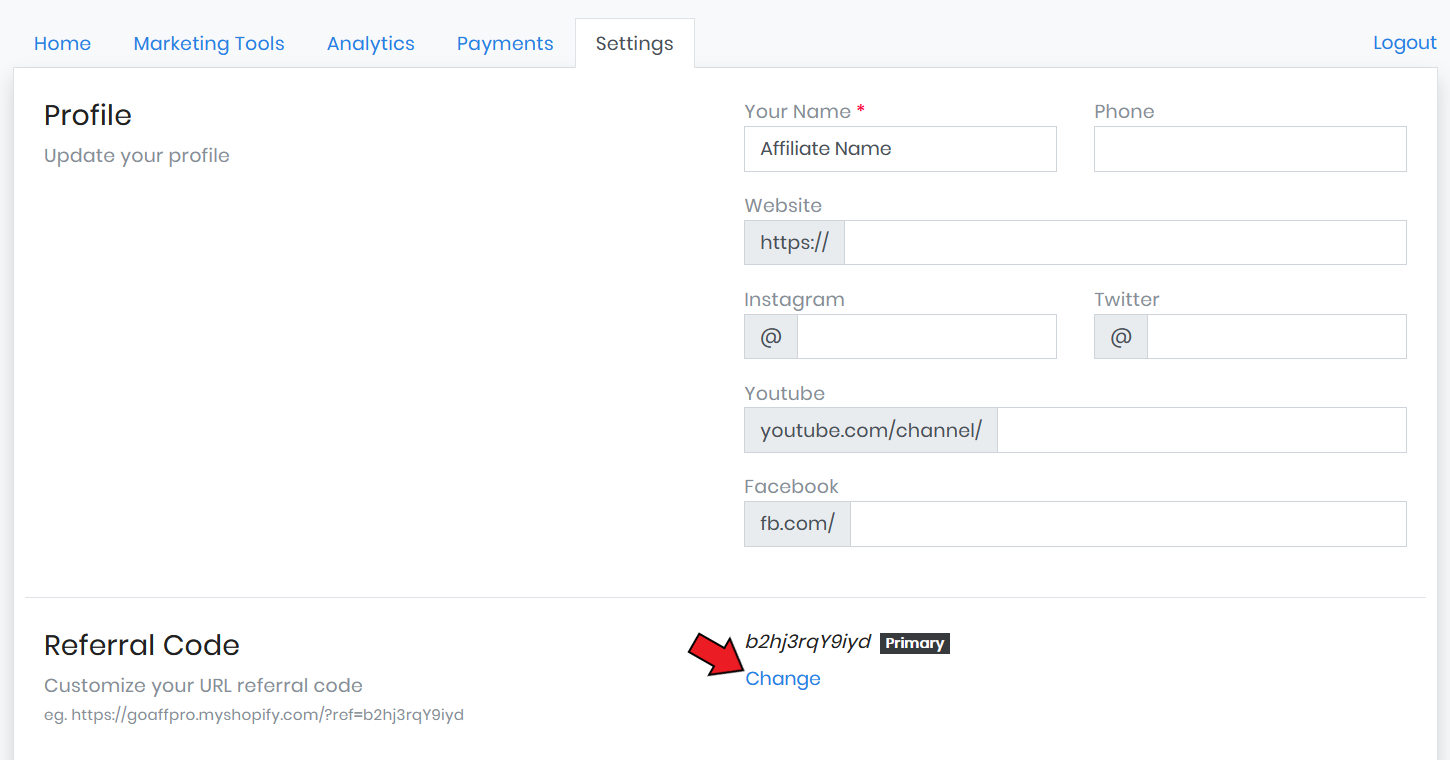 Home Marketing Tools Analytics Payments Settings Logout
Profile
Update your profile
Your Name * Phone
Affiliate Name
Website
https://
Instagram Twitter
@ @
Youtube
youtube.com/channel/
Facebook
fb.com/
Referral Code
Customize your URL referral code
eg. https://goaffpro.myshopify.com/?ref=b2hj3rqY9iyd
b2hj3rqY9iyd Primary
Change